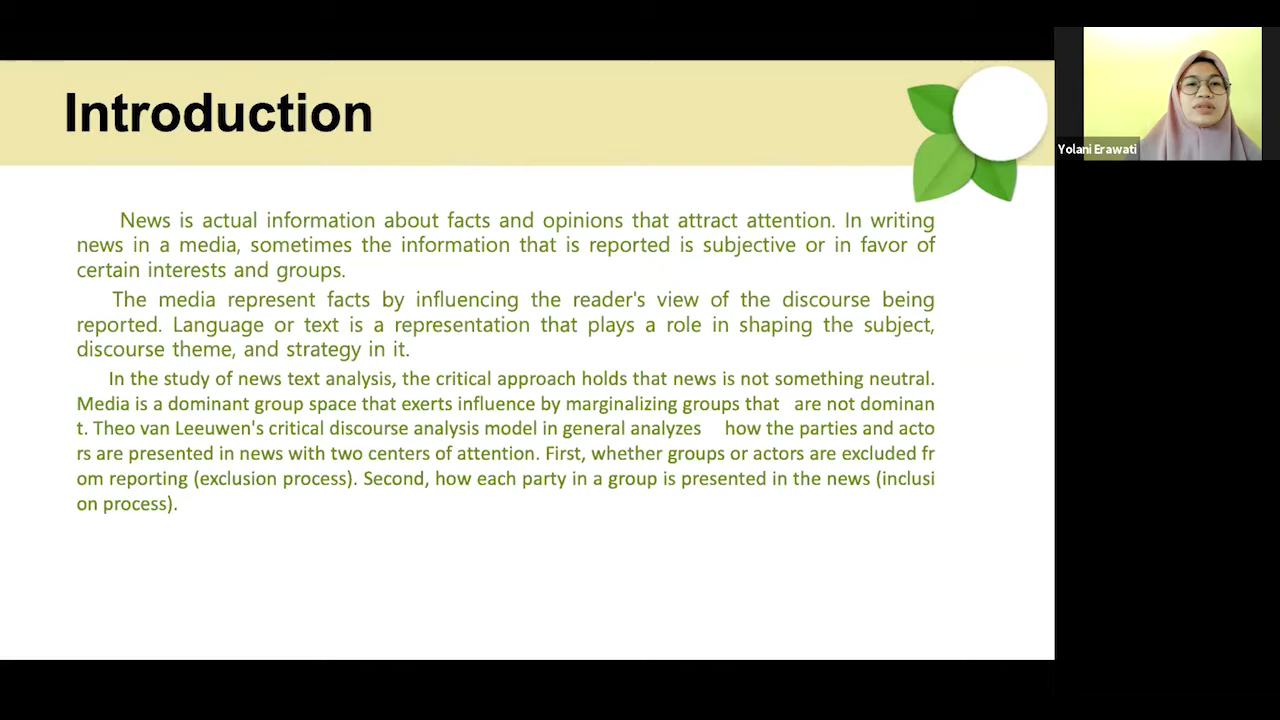 Introduction
News is actual information about facts and opinions that attract attention. In writing
news in a media, sometimes the information that is reported is subjective or in favor of
certain interests and groups.
The media represent facts by influencing the reader's view of the discourse being
reported. Language or text is a representation that plays a role in shaping the subject,
discourse theme, and strategy in it.
In the study of news text analysis, the critical approach holds that news is not something neutral.
Media is a dominant group space that exerts influence by marginalizing groups that are not dominan
t. Theo van Leeuwen's critical discourse analysis model in general analyzes how the parties and acto
rs are presented in news with two centers of attention. First, whether groups or actors are excluded fr
om reporting (exclusion process). Second, how each party in a group is presented in the news (inclusi
on process).
Yolani Erawati